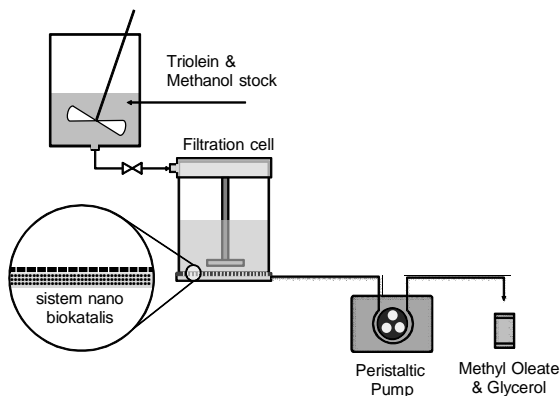 Triolein &
Methanol stock
Filtration cell
sistem nano
biokatalis
Peristaltic
Pump
Methyl Oleate
& Glycerol